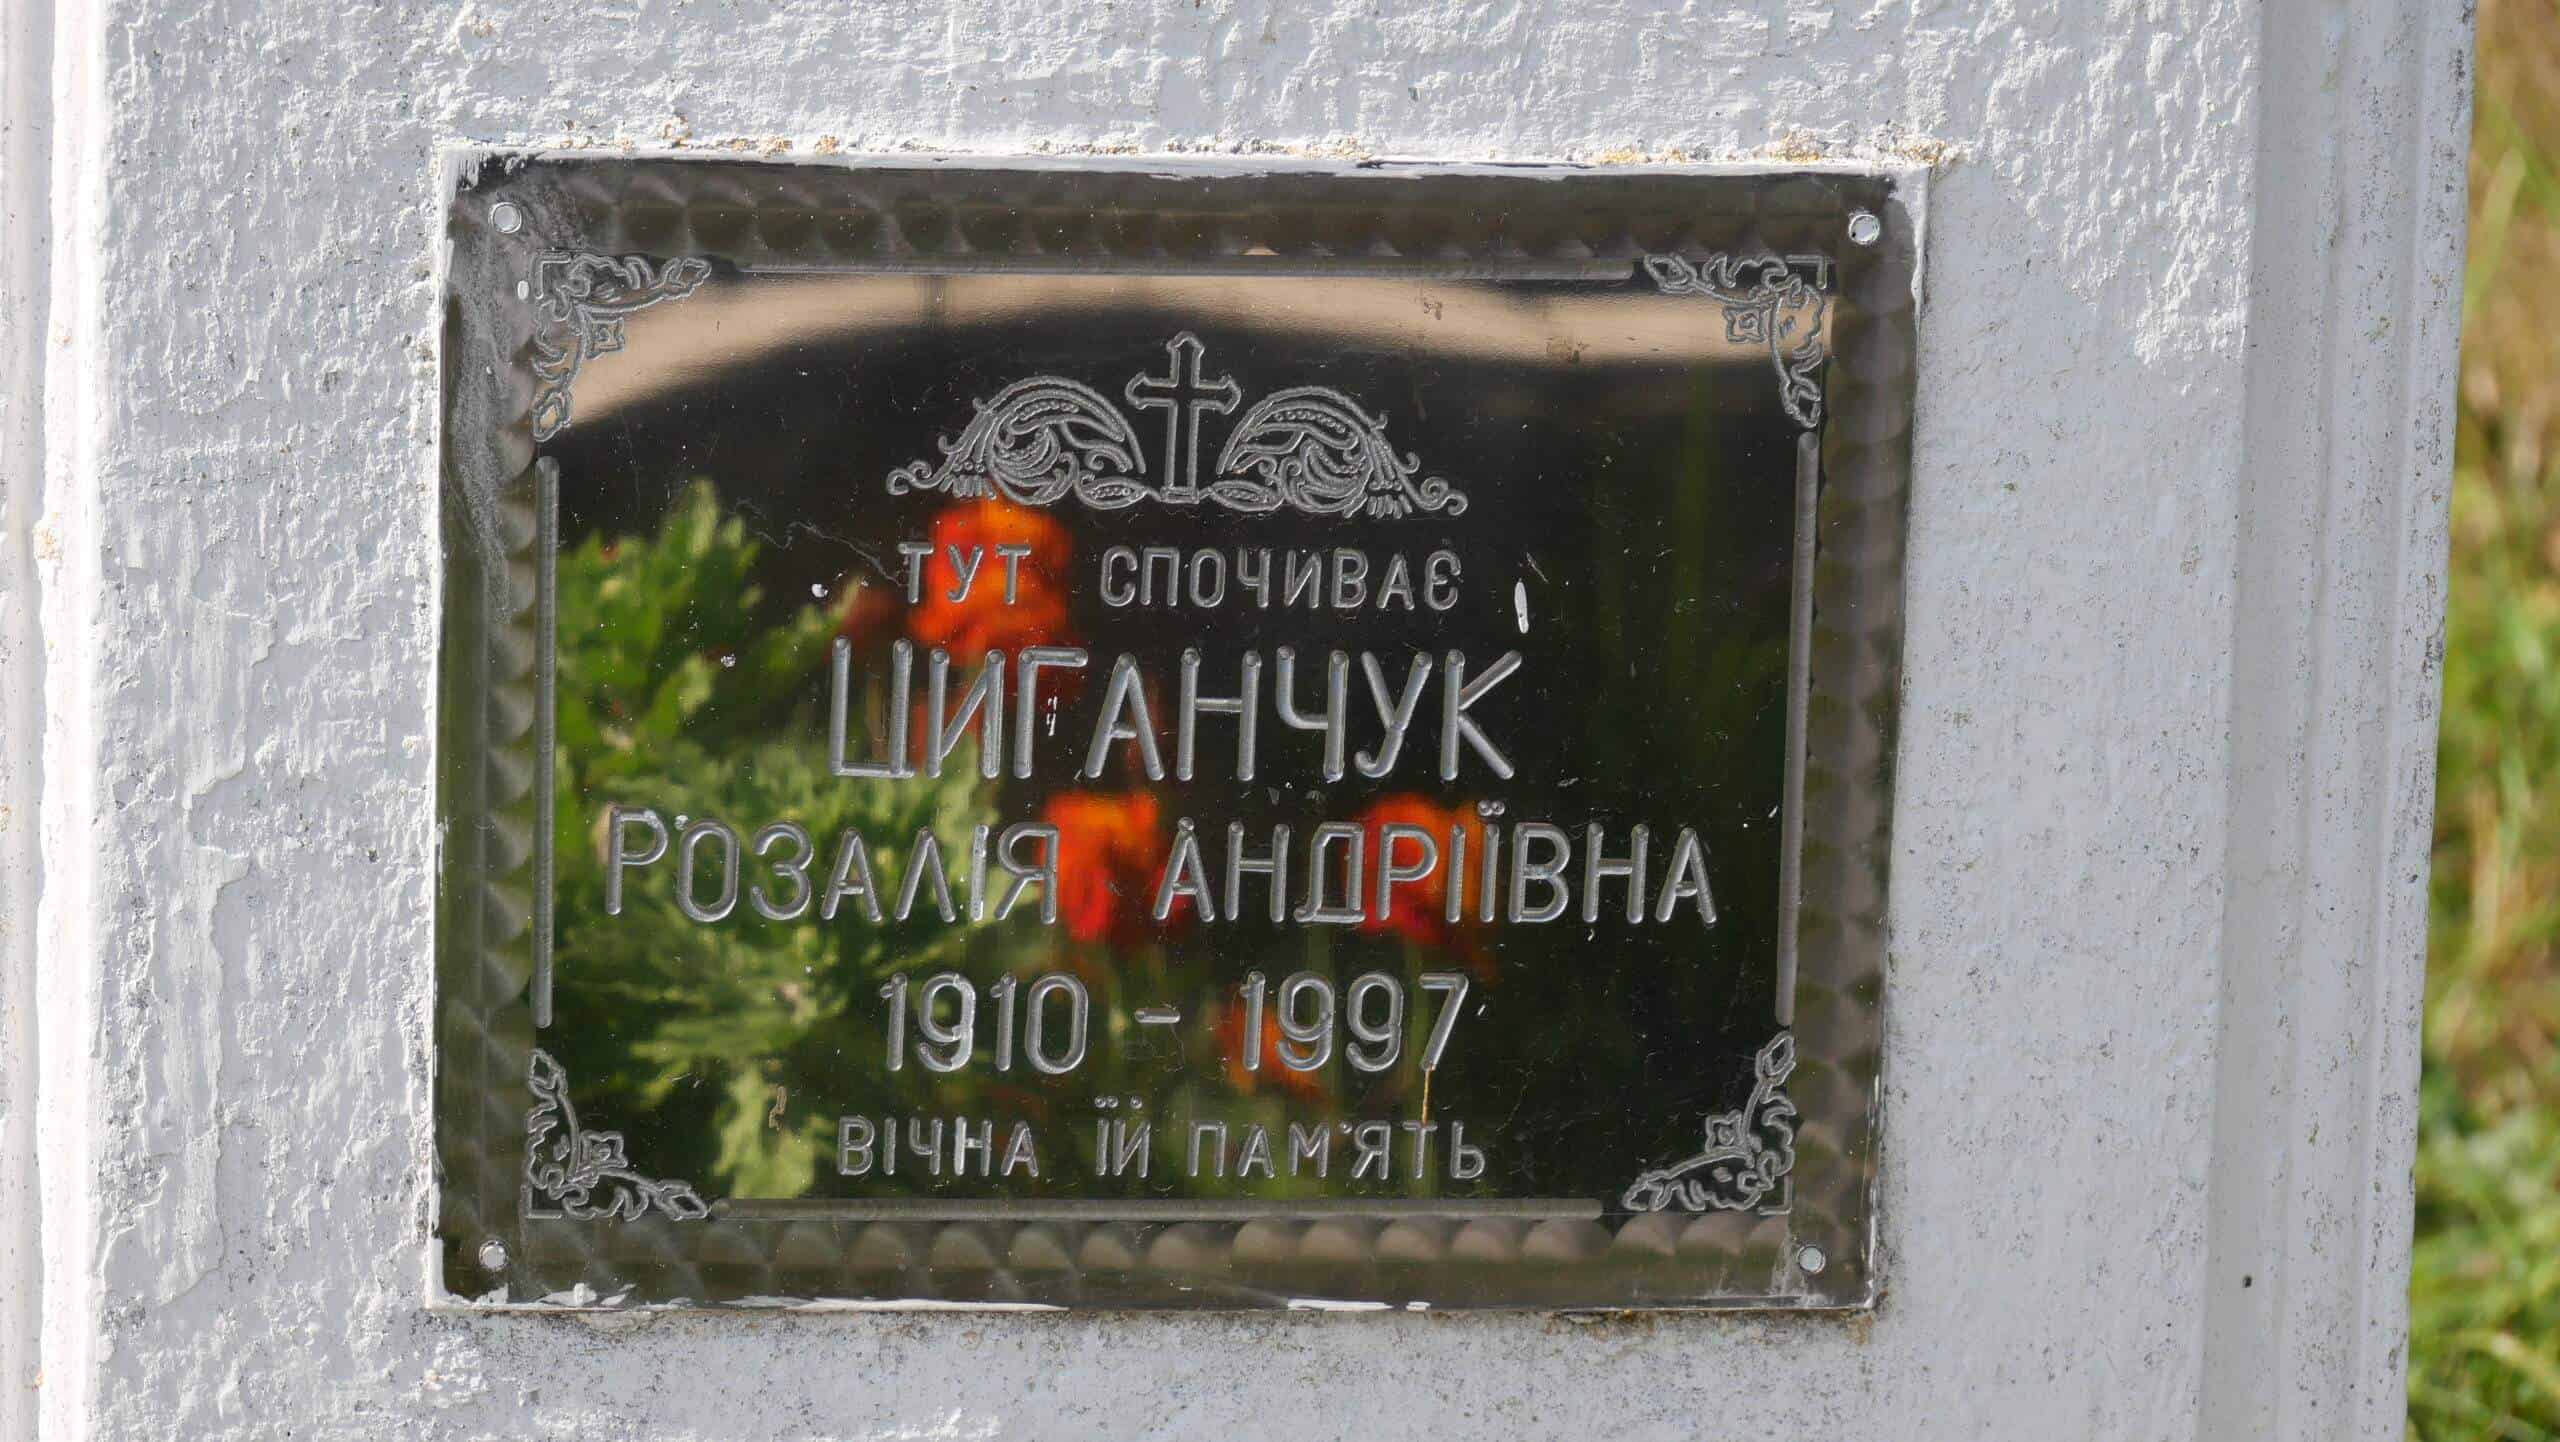 ТУТ СПОЧИВАЄ
ЦИГАНЧУК
РОЗАЛІЯ АНДРІЇВНА
1910 - 1997
ВІЧНА ЇЙ ПАМ'ЯТЬ